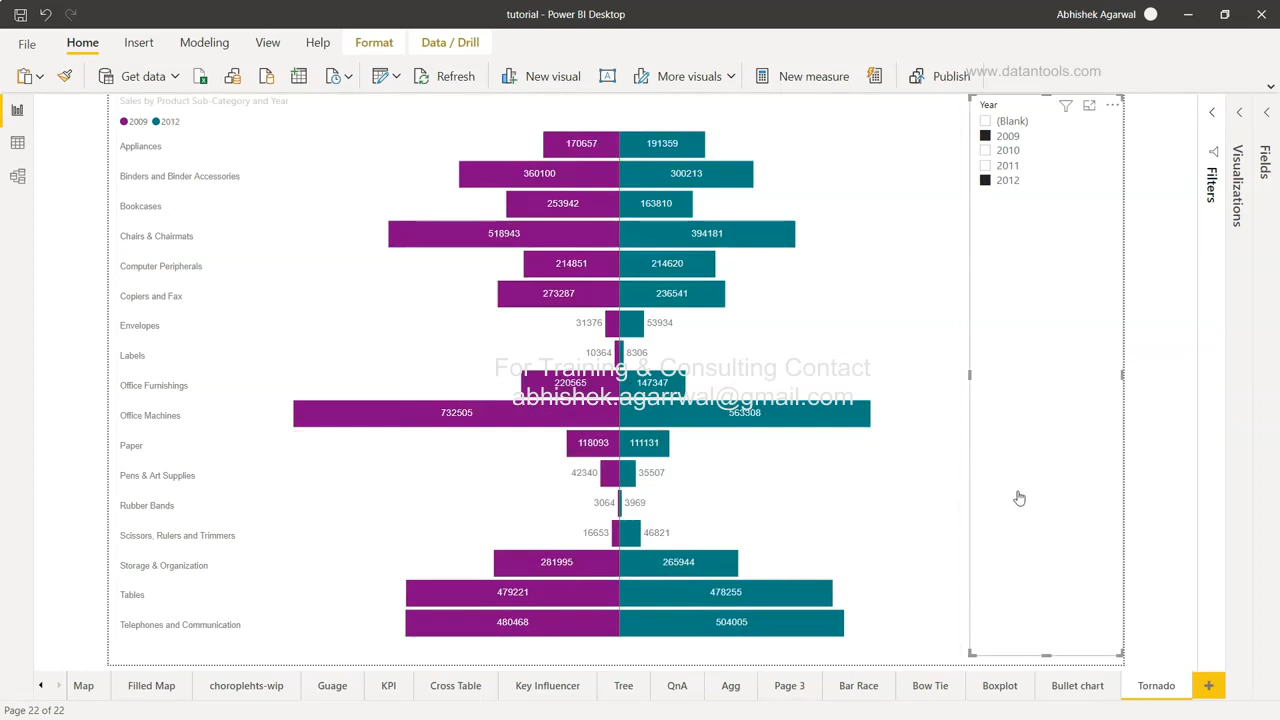 tutorial - Power BI Desktop
Abhishek Agarwal
File Home Insert Modeling View Help Format Data / Drill
Get data Refresh New visual More visuals New measure Publish
www.datantools.com
Sales by Product Sub-Category and Year
2009 2012
Appliances 170657 191359
Binders and Binder Accessories 360100 300213
Bookcases 253942 163810
Chairs & Chairmats 518943 394181
Computer Peripherals 214851 214620
Copiers and Fax 273287 236541
Envelopes 31376 53934
Labels 10364 8306
For Training & Consulting Contact
Office Furnishings 220565 147347
abhishek.agarrwal@gmail.com
Office Machines 732505 563308
Paper 118093 111131
Pens & Art Supplies 42340 35507
Rubber Bands 3064 3969
Scissors, Rulers and Trimmers 16653 46821
Storage & Organization 281995 265944
Tables 479221 478255
Telephones and Communication 480468 504005
Year
(Blank)
2009
2010
2011
2012
Filters
Visualizations
Fields
Map Filled Map choroplehts-wip Guage KPI Cross Table Key Influencer Tree QnA Agg Page 3 Bar Race Bow Tie Boxplot Bullet chart Tornado
Page 22 of 22